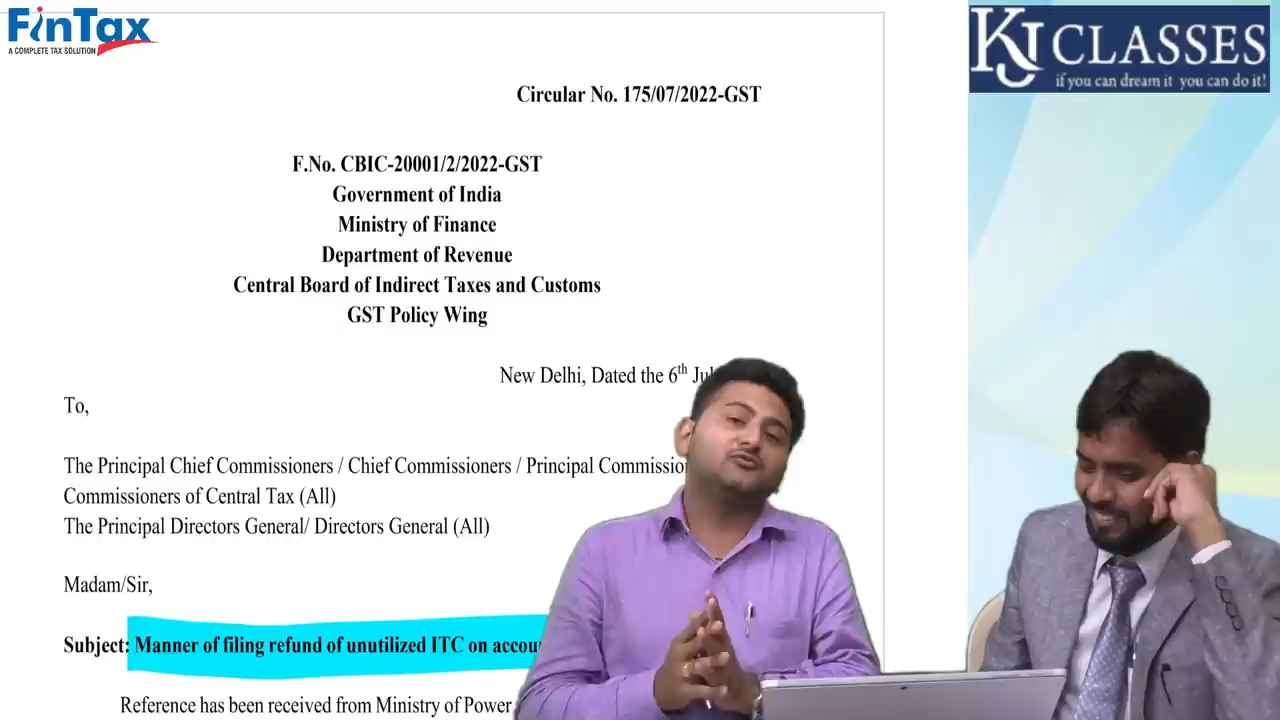 FinTax
A COMPLETE TAX SOLUTION
KJ CLASSES
if you can dream it you can do it!
Circular No. 175/07/2022-GST
F.No. CBIC-20001/2/2022-GST
Government of India
Ministry of Finance
Department of Revenue
Central Board of Indirect Taxes and Customs
GST Policy Wing
New Delhi, Dated the 6th
To,
The Principal Chief Commissioners / Chief Commissioners / Principal
Commissioners of Central Tax (All)
The Principal Directors General/ Directors General (All)
Madam/Sir,
Subject: Manner of filing refund of unutilized ITC on
Reference has been received from Ministry of Power